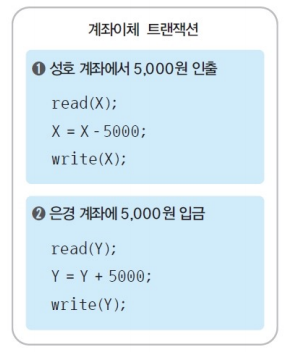 계좌이체 트랜잭션
❶ 성호 계좌에서 5,000원 인출
read(X);
X = X - 5000;
write(X);
❷ 은경 계좌에 5,000원 입금
read(Y);
Y = Y + 5000;
write(Y);